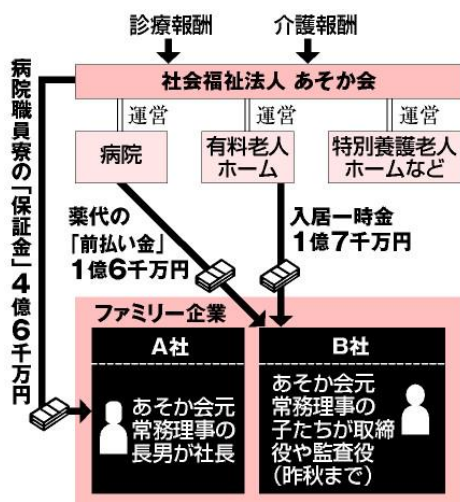 診療報酬
介護報酬
社会福祉法人 あそか会
運営
運営
運営
病院
有料老人
ホーム
特別養護老人
ホームなど
病院職員寮の「保証金」4億6千万円
薬代の
「前払い金」
1億6千万円
入居一時金
1億7千万円
ファミリー企業
A社
あそか会元
常務理事の
長男が社長
B社
あそか会元
常務理事の
子たちが取締
役や監査役
(昨秋まで)